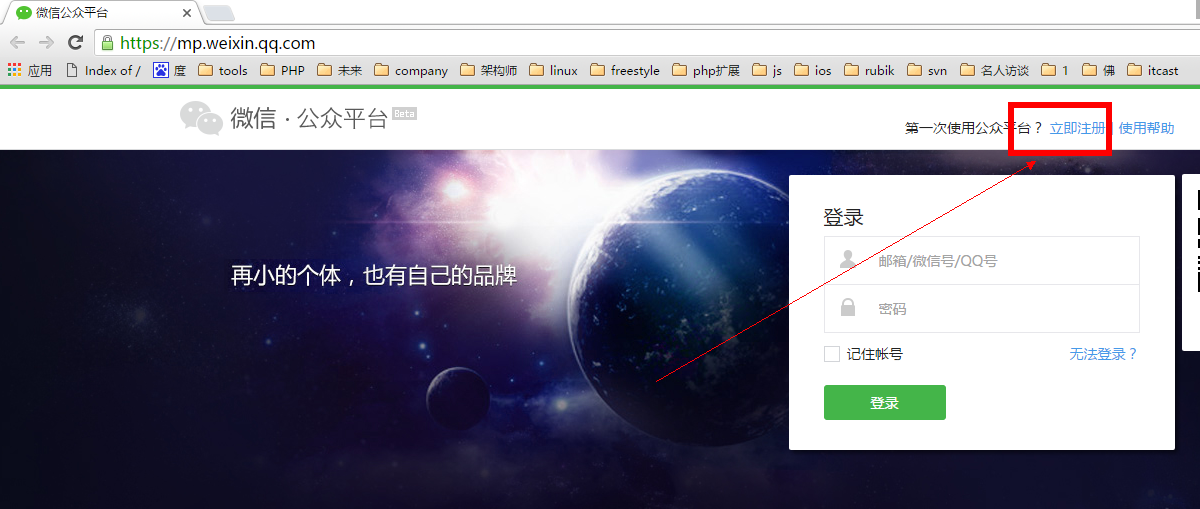 微信公众平台
https://mp.weixin.qq.com
应用 Index of / 度 tools PHP 未来 company 架构师 linux freestyle php扩展 js ios rubik svn 名人访谈 1 佛 itcast
微信·公众平台 Beta
第一次使用公众平台？ 立即注册 | 使用帮助
登录
邮箱/微信号/QQ号
再小的个体，也有自己的品牌
密码
记住帐号 无法登录？
登录